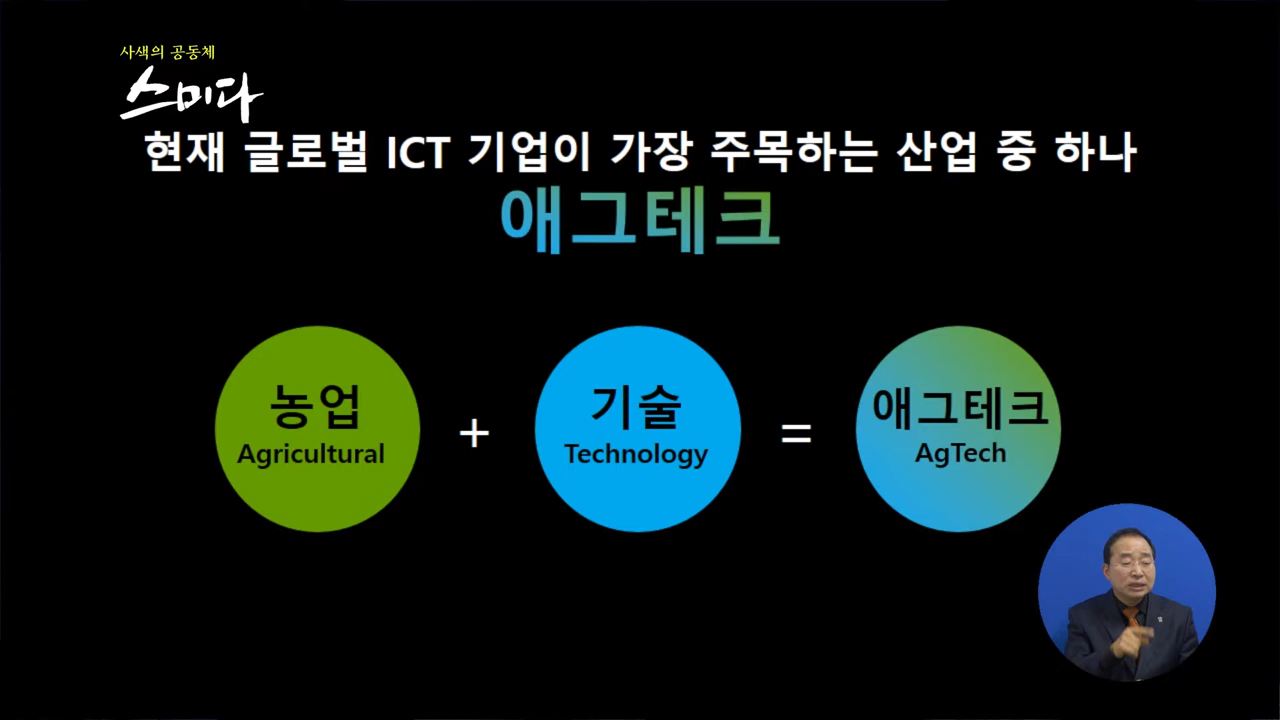 사색의 공동체
스미다
현재 글로벌 ICT 기업이 가장 주목하는 산업 중 하나
애그테크
농업
Agricultural
+
기술
Technology
=
애그테크
AgTech